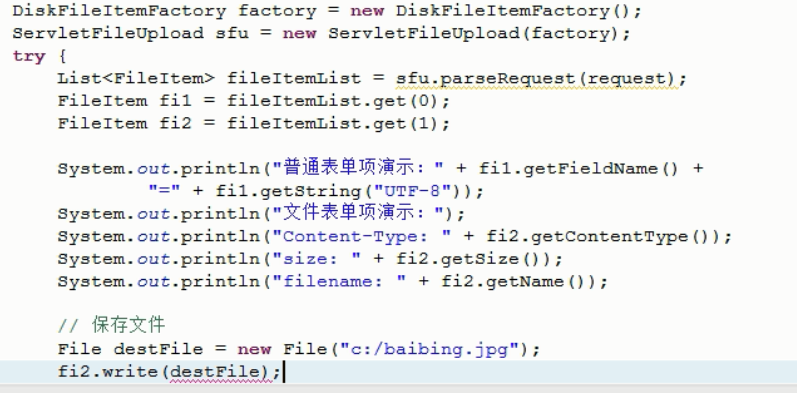 DiskFileItemFactory factory = new DiskFileItemFactory();
ServletFileUpload sfu = new ServletFileUpload(factory);
try {
    List<FileItem> fileItemList = sfu.parseRequest(request);
    FileItem fi1 = fileItemList.get(0);
    FileItem fi2 = fileItemList.get(1);

    System.out.println("普通表单项演示：" + fi1.getFieldName() +
            "=" + fi1.getString("UTF-8"));
    System.out.println("文件表单项演示：");
    System.out.println("Content-Type: " + fi2.getContentType());
    System.out.println("size: " + fi2.getSize());
    System.out.println("filename: " + fi2.getName());

    // 保存文件
    File destFile = new File("c:/baibing.jpg");
    fi2.write(destFile);